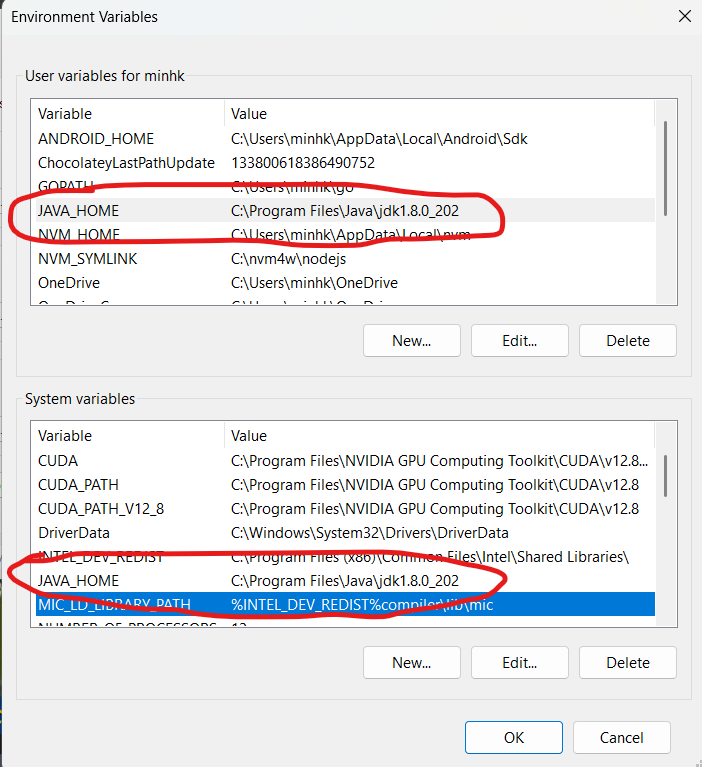 Environment Variables
User variables for minhk
Variable Value
ANDROID_HOME C:\Users\minhk\AppData\Local\Android\Sdk
ChocolateyLastPathUpdate 133800618386490752
GOPATH C:\Users\minhk\go
JAVA_HOME C:\Program Files\Java\jdk1.8.0_202
NVM_HOME C:\Users\minhk\AppData\Local\nvm
NVM_SYMLINK C:\nvm4w\nodejs
OneDrive C:\Users\minhk\OneDrive
New... Edit... Delete
System variables
Variable Value
CUDA C:\Program Files\NVIDIA GPU Computing Toolkit\CUDA\v12.8...
CUDA_PATH C:\Program Files\NVIDIA GPU Computing Toolkit\CUDA\v12.8
CUDA_PATH_V12_8 C:\Program Files\NVIDIA GPU Computing Toolkit\CUDA\v12.8
DriverData C:\Windows\System32\Drivers\DriverData
INTEL_DEV_REDIST C:\Program Files (x86)\Common Files\Intel\Shared Libraries\
JAVA_HOME C:\Program Files\Java\jdk1.8.0_202
MIC_LD_LIBRARY_PATH %INTEL_DEV_REDIST%compiler\lib\mic
NUMBER_OF_PROCESSORS 12
New... Edit... Delete
OK Cancel